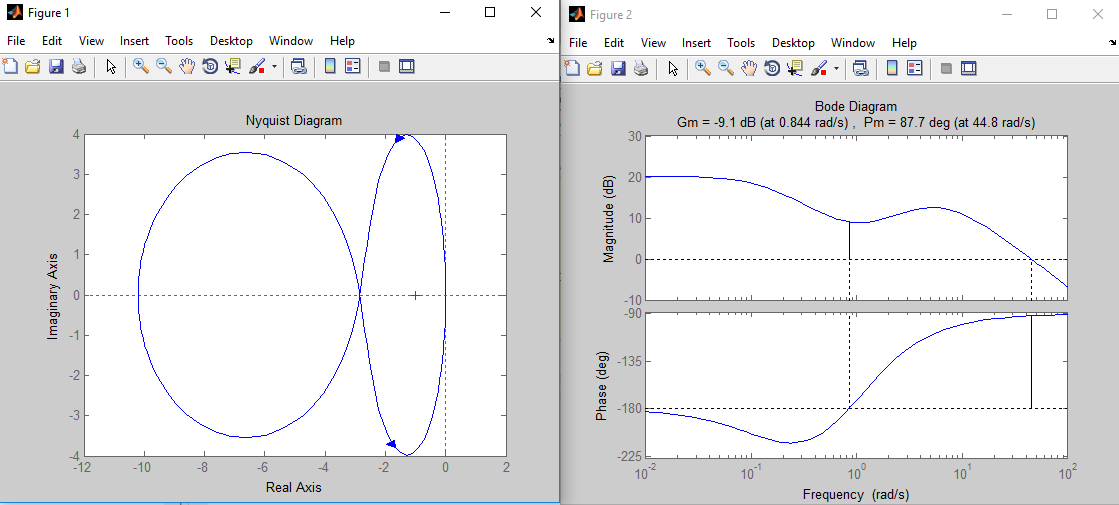 Figure 1
File Edit View Insert Tools Desktop Window Help
Nyquist Diagram
4
3
2
1
0
-1
-2
-3
-4
Imaginary Axis
-12 -10 -8 -6 -4 -2 0 2
Real Axis
Figure 2
File Edit View Insert Tools Desktop Window Help
Bode Diagram
Gm = -9.1 dB (at 0.844 rad/s) , Pm = 87.7 deg (at 44.8 rad/s)
30
20
10
0
-10
Magnitude (dB)
-90
-135
-180
-225
Phase (deg)
10^-2 10^-1 10^0 10^1 10^2
Frequency (rad/s)